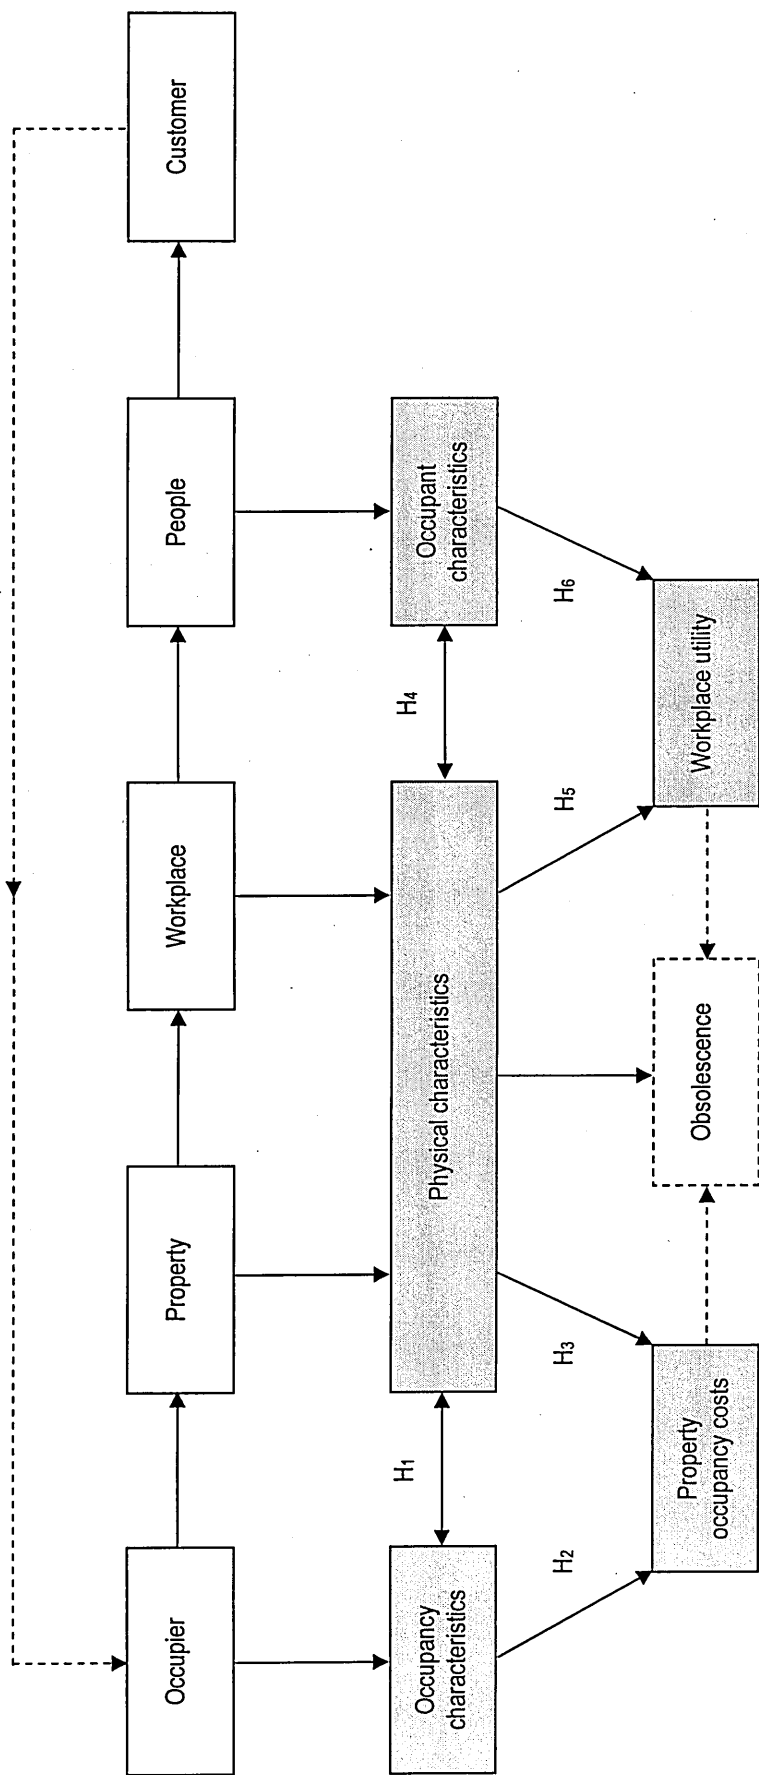 Occupier
Property
Workplace
People
Customer
Occupancy
characteristics
H1
Physical characteristics
H4
Occupant
characteristics
H2
H3
H5
H6
Property
occupancy costs
Obsolescence
Workplace utility